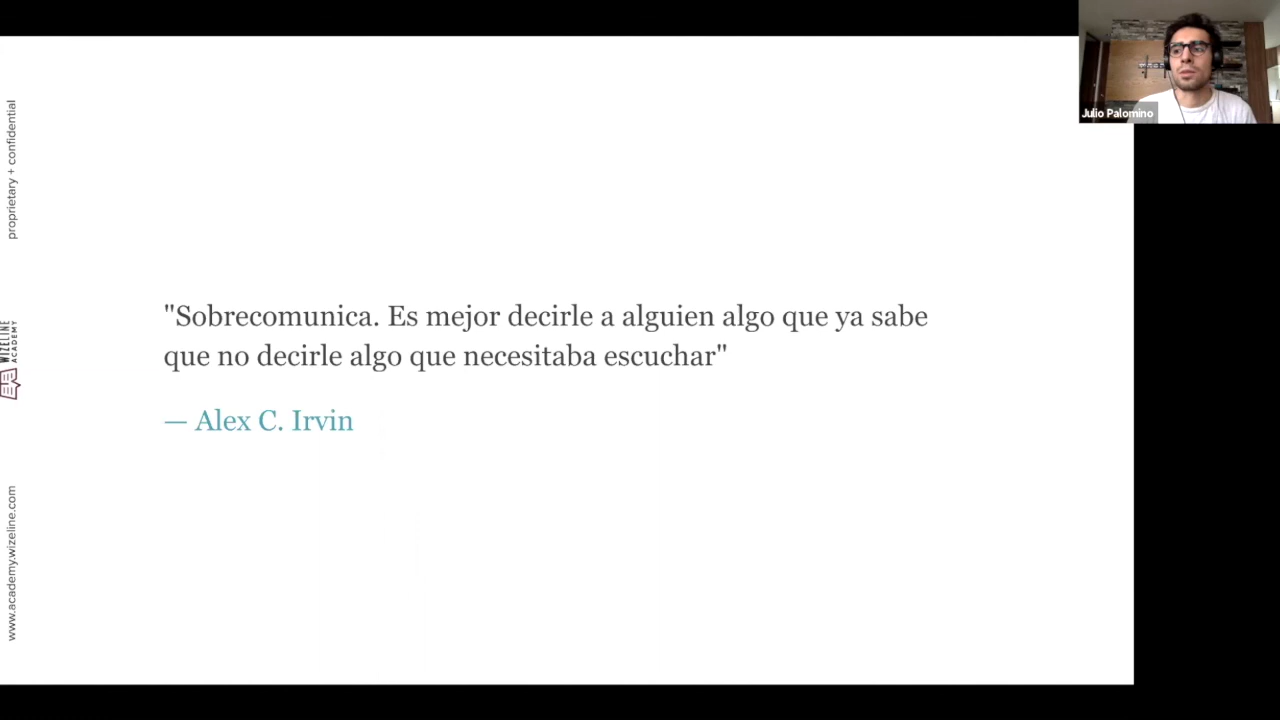 proprietary + confidential
WIZELINE
ACADEMY
www.academy.wizeline.com
"Sobrecomunica. Es mejor decirle a alguien algo que ya sabe
que no decirle algo que necesitaba escuchar"
— Alex C. Irvin
Julio Palomino